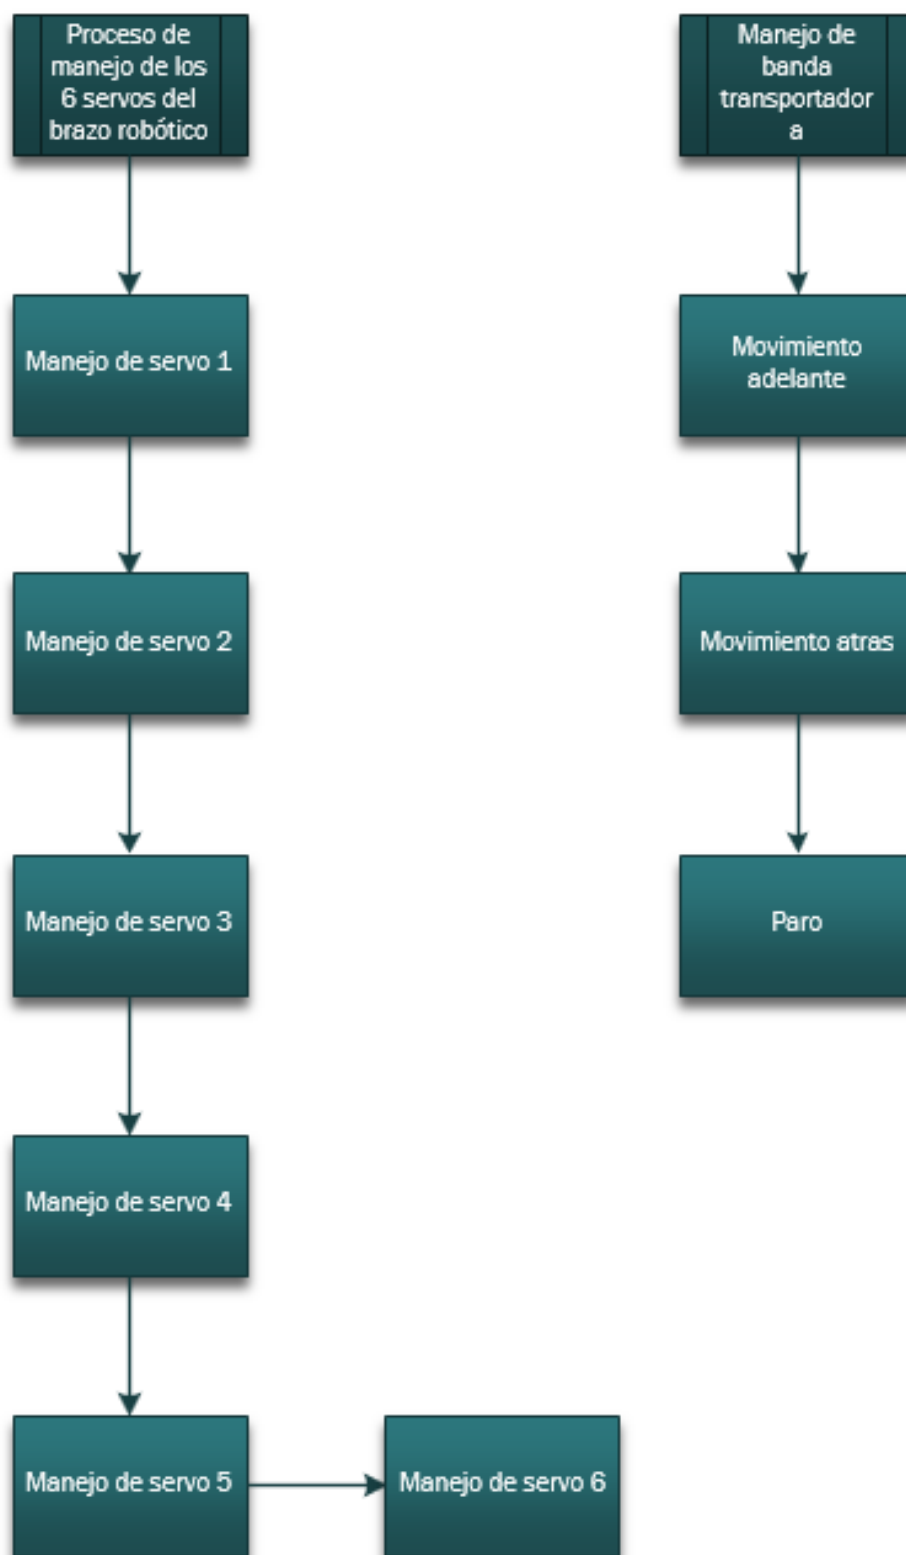 Proceso de
manejo de los
6 servos del
brazo robótico
Manejo de servo 1
Manejo de servo 2
Manejo de servo 3
Manejo de servo 4
Manejo de servo 5
Manejo de servo 6
Manejo de
banda
transportador
a
Movimiento
adelante
Movimiento atras
Paro